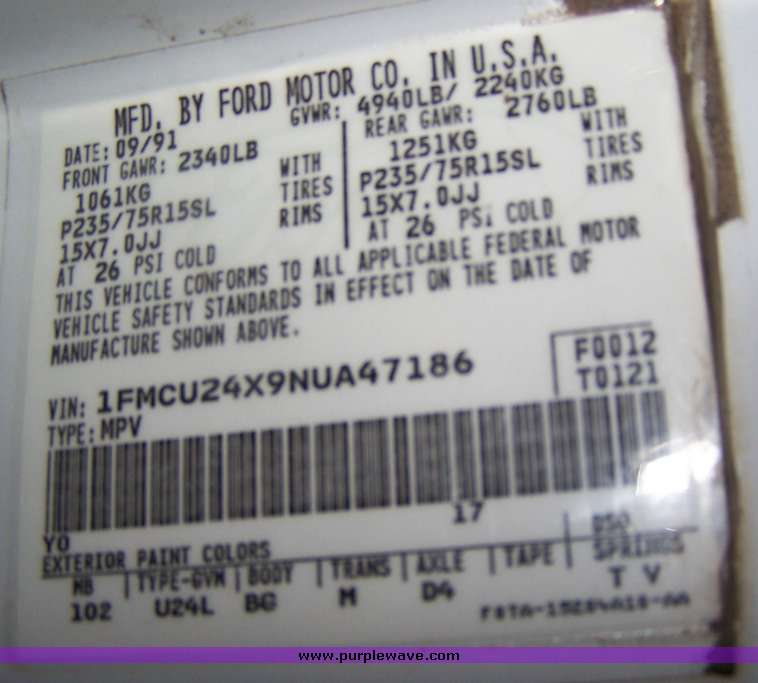 MFD. BY FORD MOTOR CO. IN U.S.A.
DATE: 09/91 GVWR: 4940LB/ 2240KG
FRONT GAWR: 2340LB REAR GAWR: 2760LB
1061KG WITH 1251KG WITH
P235/75R15SL TIRES P235/75R15SL TIRES
15X7.0JJ RIMS 15X7.0JJ RIMS
AT 26 PSI COLD AT 26 PSI COLD
THIS VEHICLE CONFORMS TO ALL APPLICABLE FEDERAL MOTOR
VEHICLE SAFETY STANDARDS IN EFFECT ON THE DATE OF
MANUFACTURE SHOWN ABOVE.
VIN: 1FMCU24X9NUA47186 F0012
TYPE: MPV T0121
17
YO DSO
EXTERIOR PAINT COLORS
WB TYPE-GVM BODY TRANS AXLE TAPE SPRINGS
102 U24L BG M D4 T V
www.purplewave.com